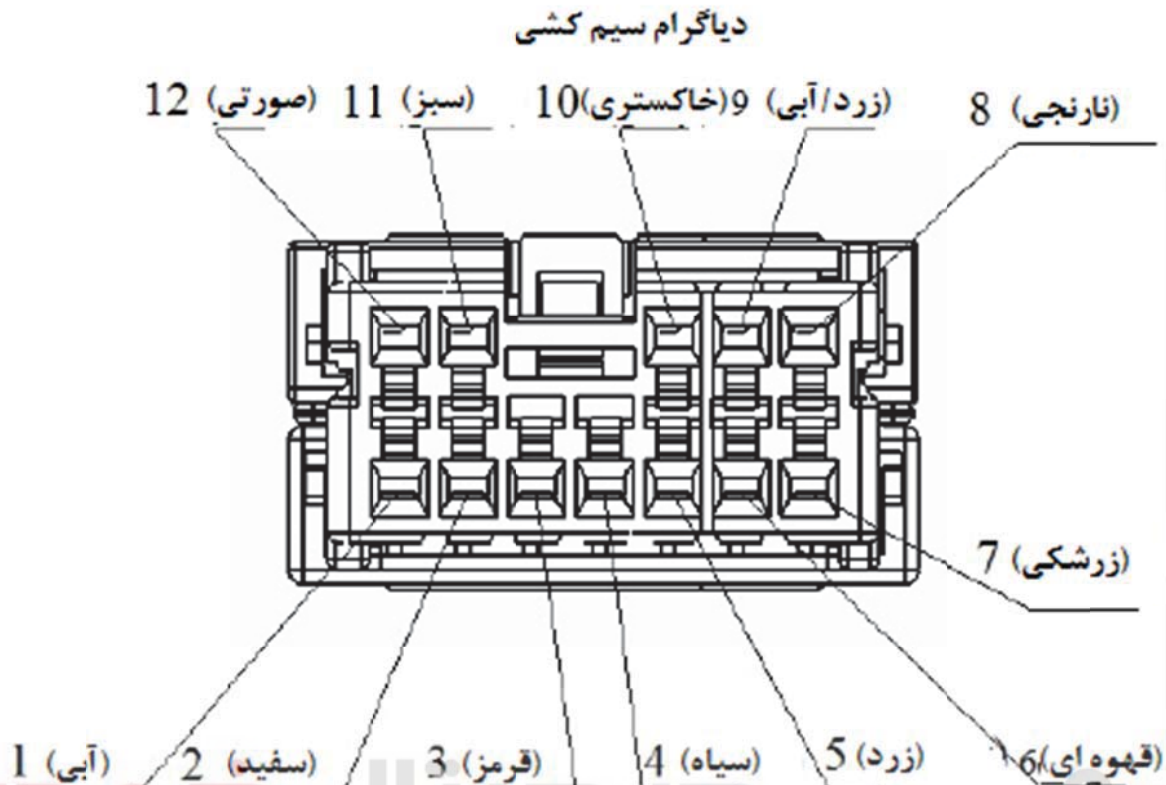 دیاگرام سیم کشی
12 (صورتی) 11 (سبز) 10(خاکستری) 9 (زرد/آبی) 8 (نارنجی)
7 (زرشکی)
1 (آبی) 2 (سفید) 3 (قرمز) 4 (سیاه) 5 (زرد) 6(قهوه ای)